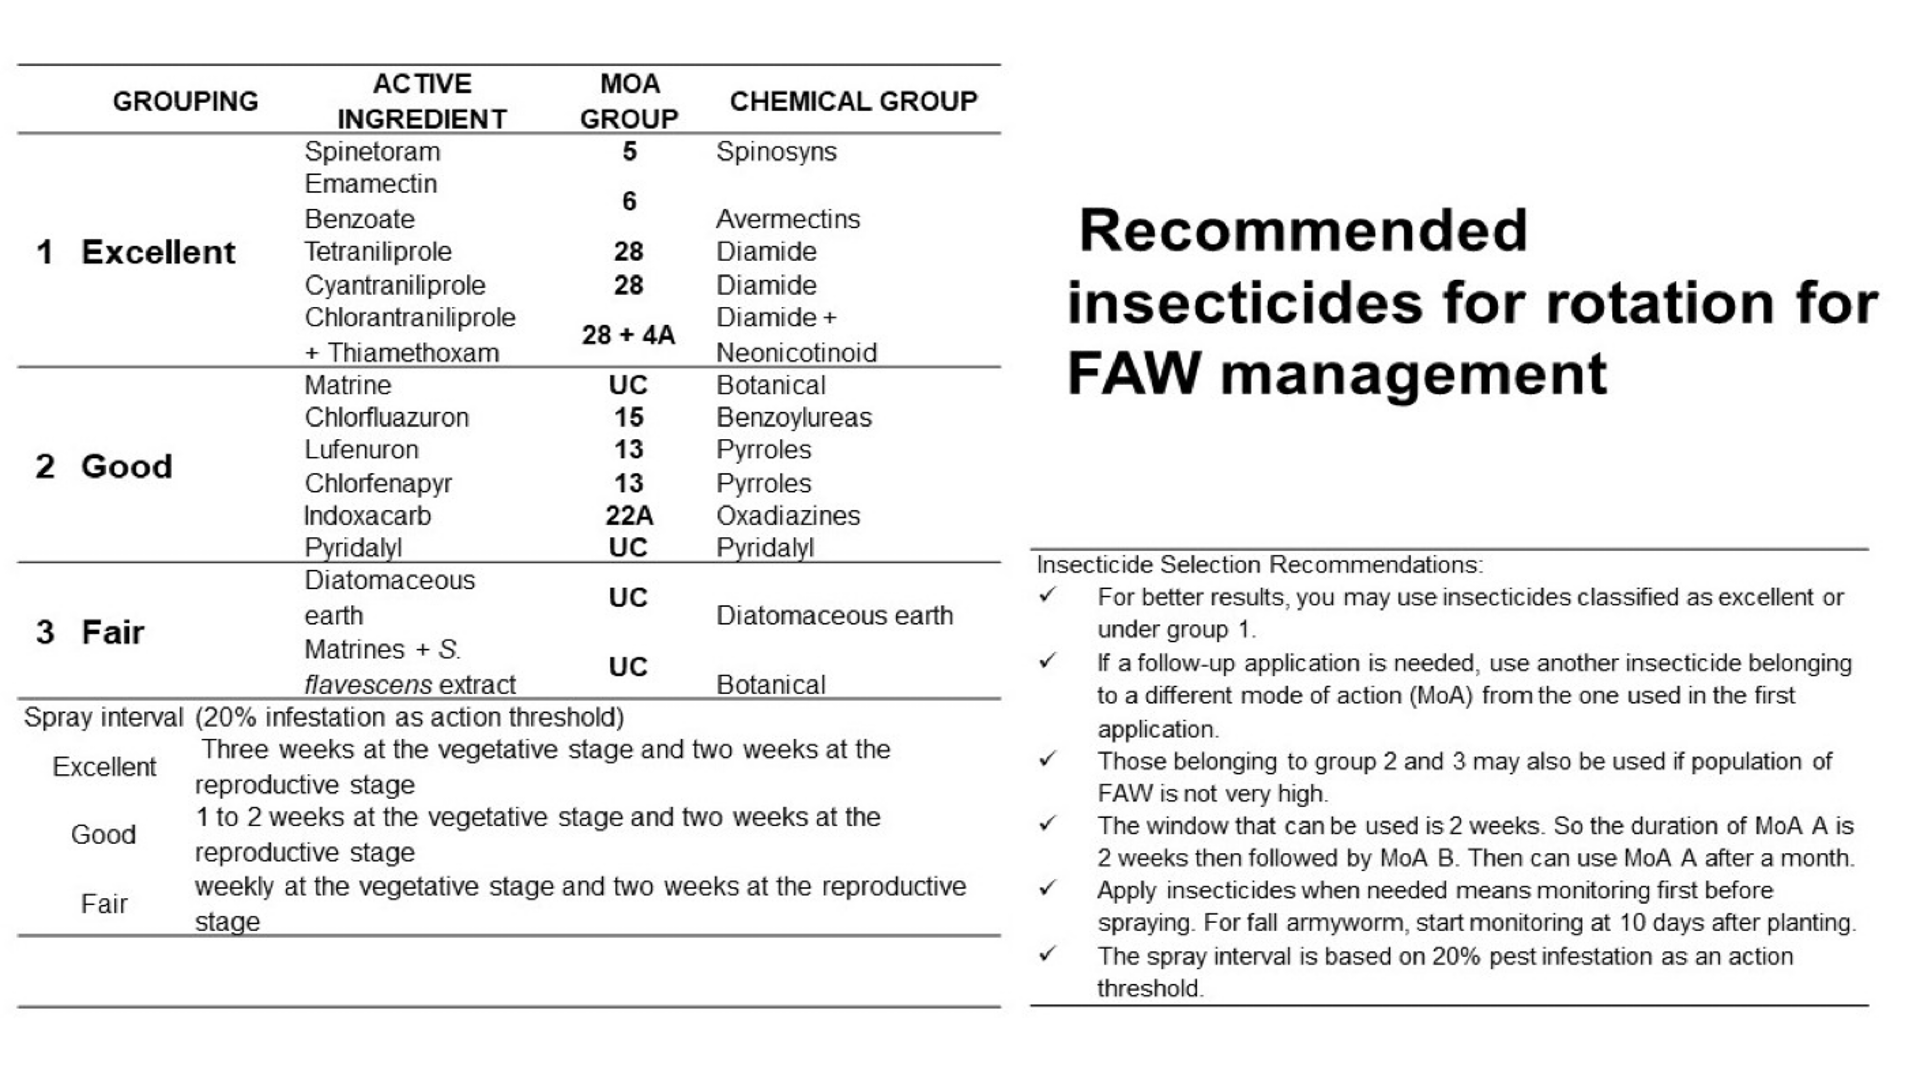 GROUPING ACTIVE INGREDIENT MOA GROUP CHEMICAL GROUP
1 Excellent
Spinetoram 5 Spinosyns
Emamectin Benzoate 6 Avermectins
Tetraniliprole 28 Diamide
Cyantraniliprole 28 Diamide
Chlorantraniliprole + Thiamethoxam 28 + 4A Diamide + Neonicotinoid
2 Good
Matrine UC Botanical
Chlorfluazuron 15 Benzoylureas
Lufenuron 13 Pyrroles
Chlorfenapyr 13 Pyrroles
Indoxacarb 22A Oxadiazines
Pyridalyl UC Pyridalyl
3 Fair
Diatomaceous earth UC Diatomaceous earth
Matrines + S. flavescens extract UC Botanical
Spray interval (20% infestation as action threshold)
Excellent Three weeks at the vegetative stage and two weeks at the
reproductive stage
Good 1 to 2 weeks at the vegetative stage and two weeks at the
reproductive stage
Fair weekly at the vegetative stage and two weeks at the reproductive
stage
Recommended
insecticides for rotation for
FAW management
Insecticide Selection Recommendations:
✓ For better results, you may use insecticides classified as excellent or
under group 1.
✓ If a follow-up application is needed, use another insecticide belonging
to a different mode of action (MoA) from the one used in the first
application.
✓ Those belonging to group 2 and 3 may also be used if population of
FAW is not very high.
✓ The window that can be used is 2 weeks. So the duration of MoA A is
2 weeks then followed by MoA B. Then can use MoA A after a month.
✓ Apply insecticides when needed means monitoring first before
spraying. For fall armyworm, start monitoring at 10 days after planting.
✓ The spray interval is based on 20% pest infestation as an action
threshold.